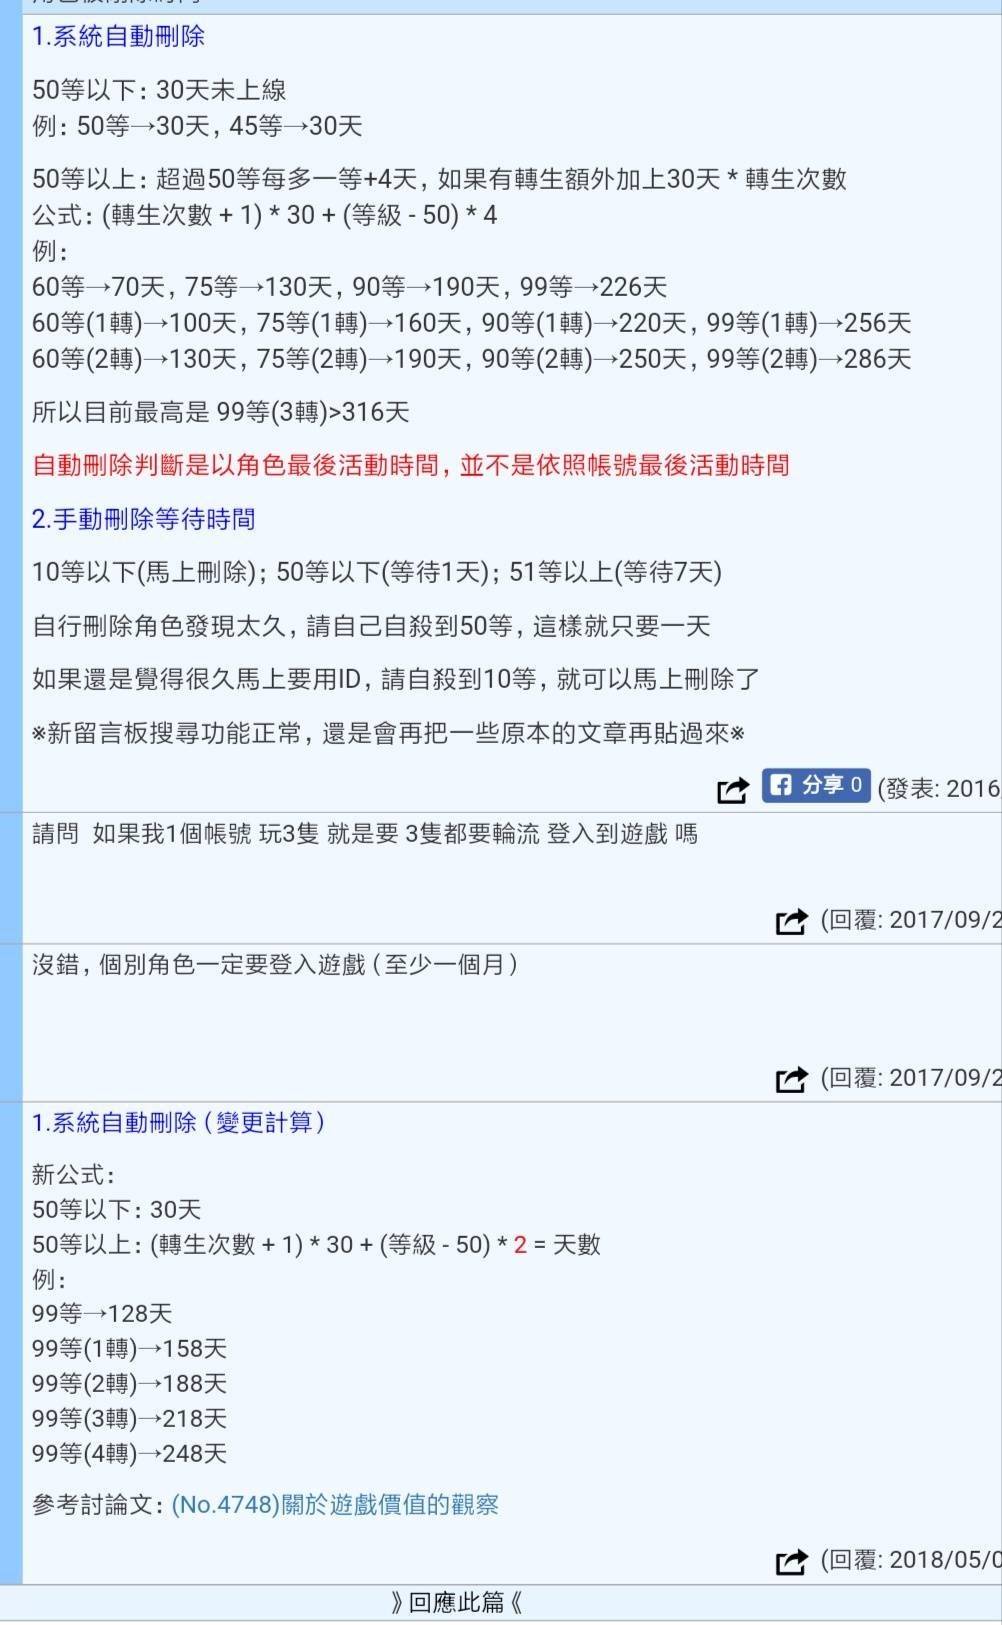 1.系統自動刪除
50等以下: 30天未上線
例: 50等→30天, 45等→30天
50等以上: 超過50等每多一等+4天, 如果有轉生額外加上30天 * 轉生次數
公式: (轉生次數 + 1) * 30 + (等級 - 50) * 4
例:
60等→70天, 75等→130天, 90等→190天, 99等→226天
60等(1轉)→100天, 75等(1轉)→160天, 90等(1轉)→220天, 99等(1轉)→256天
60等(2轉)→130天, 75等(2轉)→190天, 90等(2轉)→250天, 99等(2轉)→286天
所以目前最高是 99等(3轉)>316天
自動刪除判斷是以角色最後活動時間, 並不是依照帳號最後活動時間
2.手動刪除等待時間
10等以下(馬上刪除); 50等以下(等待1天); 51等以上(等待7天)
自行刪除角色發現太久, 請自己自殺到50等, 這樣就只要一天
如果還是覺得很久馬上要用ID, 請自殺到10等, 就可以馬上刪除了
※新留言板搜尋功能正常, 還是會再把一些原本的文章再貼過來※
分享 0 (發表: 2016
請問 如果我1個帳號 玩3隻 就是要 3隻都要輪流 登入到遊戲 嗎
(回覆: 2017/09/2
沒錯, 個別角色一定要登入遊戲 ( 至少一個月 )
(回覆: 2017/09/2
1.系統自動刪除 ( 變更計算 )
新公式:
50等以下: 30天
50等以上: (轉生次數 + 1) * 30 + (等級 - 50) * 2 = 天數
例:
99等→128天
99等(1轉)→158天
99等(2轉)→188天
99等(3轉)→218天
99等(4轉)→248天
參考討論文: (No.4748)關於遊戲價值的觀察
(回覆: 2018/05/0
》回應此篇《